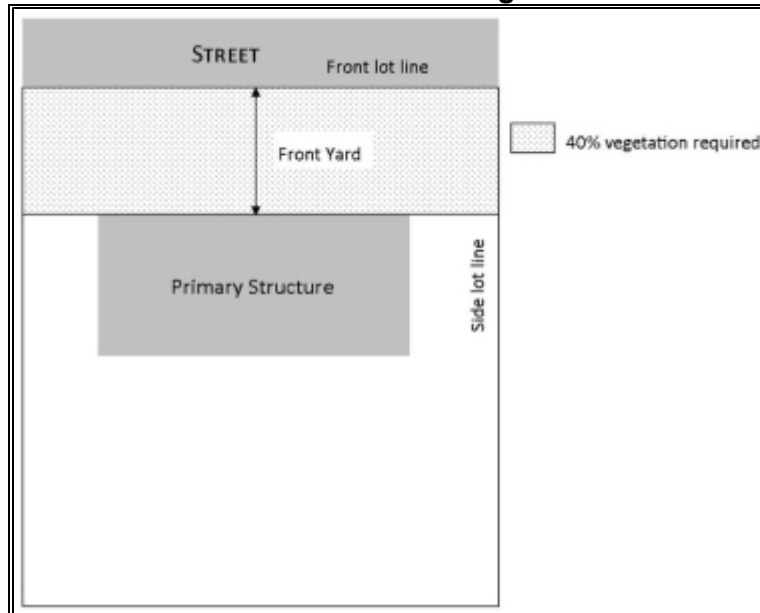 STREET
Front lot line
Front Yard
40% vegetation required
Primary Structure
Side lot line